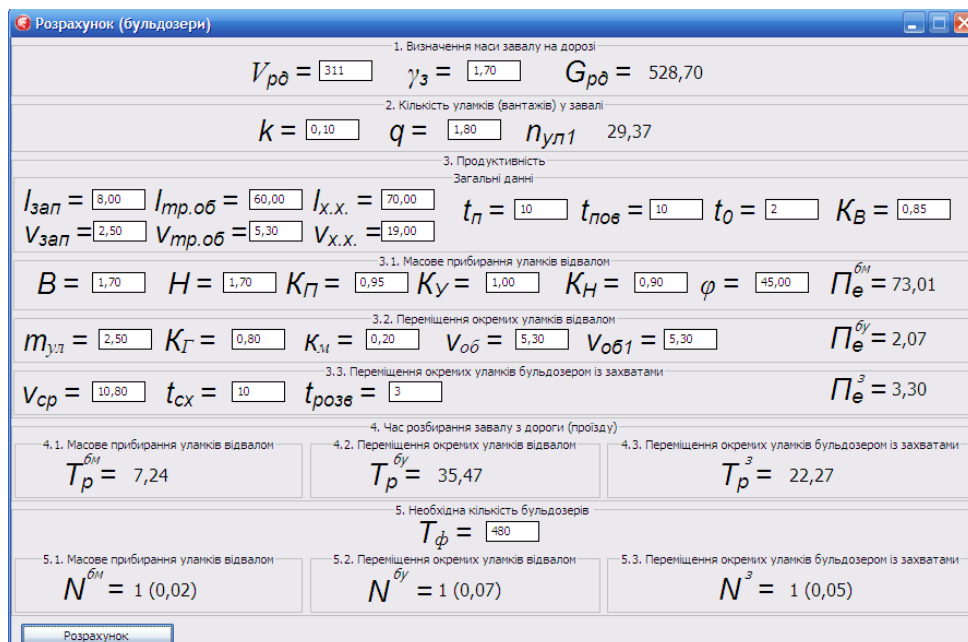 Розрахунок (бульдозери)
1. Визначення маси завалу на дорозі
Vрд = 311 γз = 1,70 Gрд = 528,70
2. Кількість уламків (вантажів) у завалі
k = 0,10 q = 1,80 nул1 29,37
3. Продуктивність
Загальні данні
lзап = 8,00 lтр.об = 60,00 lх.х. = 70,00 tп = 10 tпов = 10 t0 = 2 КВ = 0,85
vзап = 2,50 vтр.об = 5,30 vх.х. = 19,00
3.1. Масове прибирання уламків відвалом
В = 1,70 Н = 1,70 КП = 0,95 КУ = 1,00 КН = 0,90 φ = 45,00 Пебм = 73,01
3.2. Переміщення окремих уламків відвалом
mул = 2,50 КГ = 0,80 км = 0,20 vоб = 5,30 vоб1 = 5,30 Пебу = 2,07
3.3. Переміщення окремих уламків бульдозером із захватами
vср = 10,80 tсх = 10 tрозв = 3 Пез = 3,30
4. Час розбирання завалу з дороги (проїзду)
4.1. Масове прибирання уламків відвалом 4.2. Переміщення окремих уламків відвалом 4.3. Переміщення окремих уламків бульдозером із захватами
Трбм = 7,24 Трбу = 35,47 Трз = 22,27
5. Необхідна кількість бульдозерів
Тф = 480
5.1. Масове прибирання уламків відвалом 5.2. Переміщення окремих уламків відвалом 5.3. Переміщення окремих уламків бульдозером із захватами
Nбм = 1 (0,02) Nбу = 1 (0,07) Nз = 1 (0,05)
Розрахунок